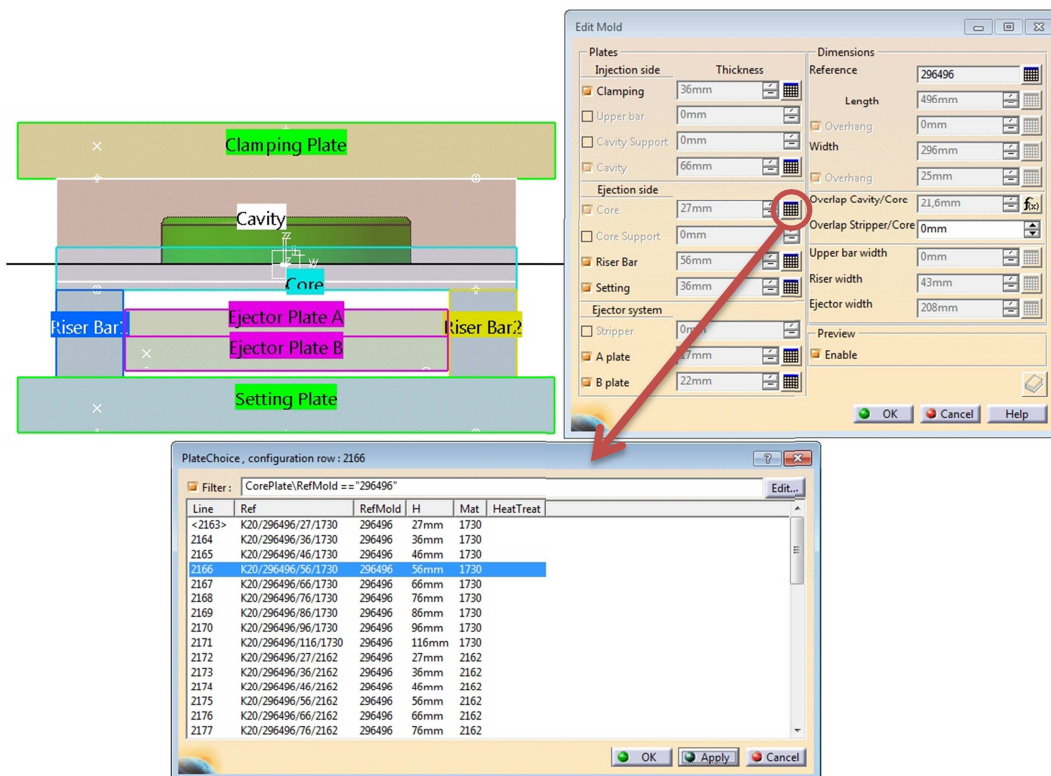 Clamping Plate
Cavity
z
y
Core
Riser Bar1
Ejector Plate A
Riser Bar2
Ejector Plate B
Setting Plate
Edit Mold
Plates
Injection side Thickness
Clamping 36mm
Upper bar 0mm
Cavity Support 0mm
Cavity 66mm
Ejection side
Core 27mm
Core Support 0mm
Riser Bar 56mm
Setting 36mm
Ejector system
Stripper 0mm
A plate 17mm
B plate 22mm
Dimensions
Reference 296496
Length 496mm
Overhang 0mm
Width 296mm
Overhang 25mm
Overlap Cavity/Core 21,6mm f(x)
Overlap Stripper/Core 0mm
Upper bar width 0mm
Riser width 43mm
Ejector width 208mm
Preview
Enable
OK Cancel Help
PlateChoice , configuration row : 2166
Filter : CorePlate\RefMold =="296496" Edit...
Line Ref RefMold H Mat HeatTreat
<2163> K20/296496/27/1730 296496 27mm 1730
2164 K20/296496/36/1730 296496 36mm 1730
2165 K20/296496/46/1730 296496 46mm 1730
2166 K20/296496/56/1730 296496 56mm 1730
2167 K20/296496/66/1730 296496 66mm 1730
2168 K20/296496/76/1730 296496 76mm 1730
2169 K20/296496/86/1730 296496 86mm 1730
2170 K20/296496/96/1730 296496 96mm 1730
2171 K20/296496/116/1730 296496 116mm 1730
2172 K20/296496/27/2162 296496 27mm 2162
2173 K20/296496/36/2162 296496 36mm 2162
2174 K20/296496/46/2162 296496 46mm 2162
2175 K20/296496/56/2162 296496 56mm 2162
2176 K20/296496/66/2162 296496 66mm 2162
2177 K20/296496/76/2162 296496 76mm 2162
OK Apply Cancel